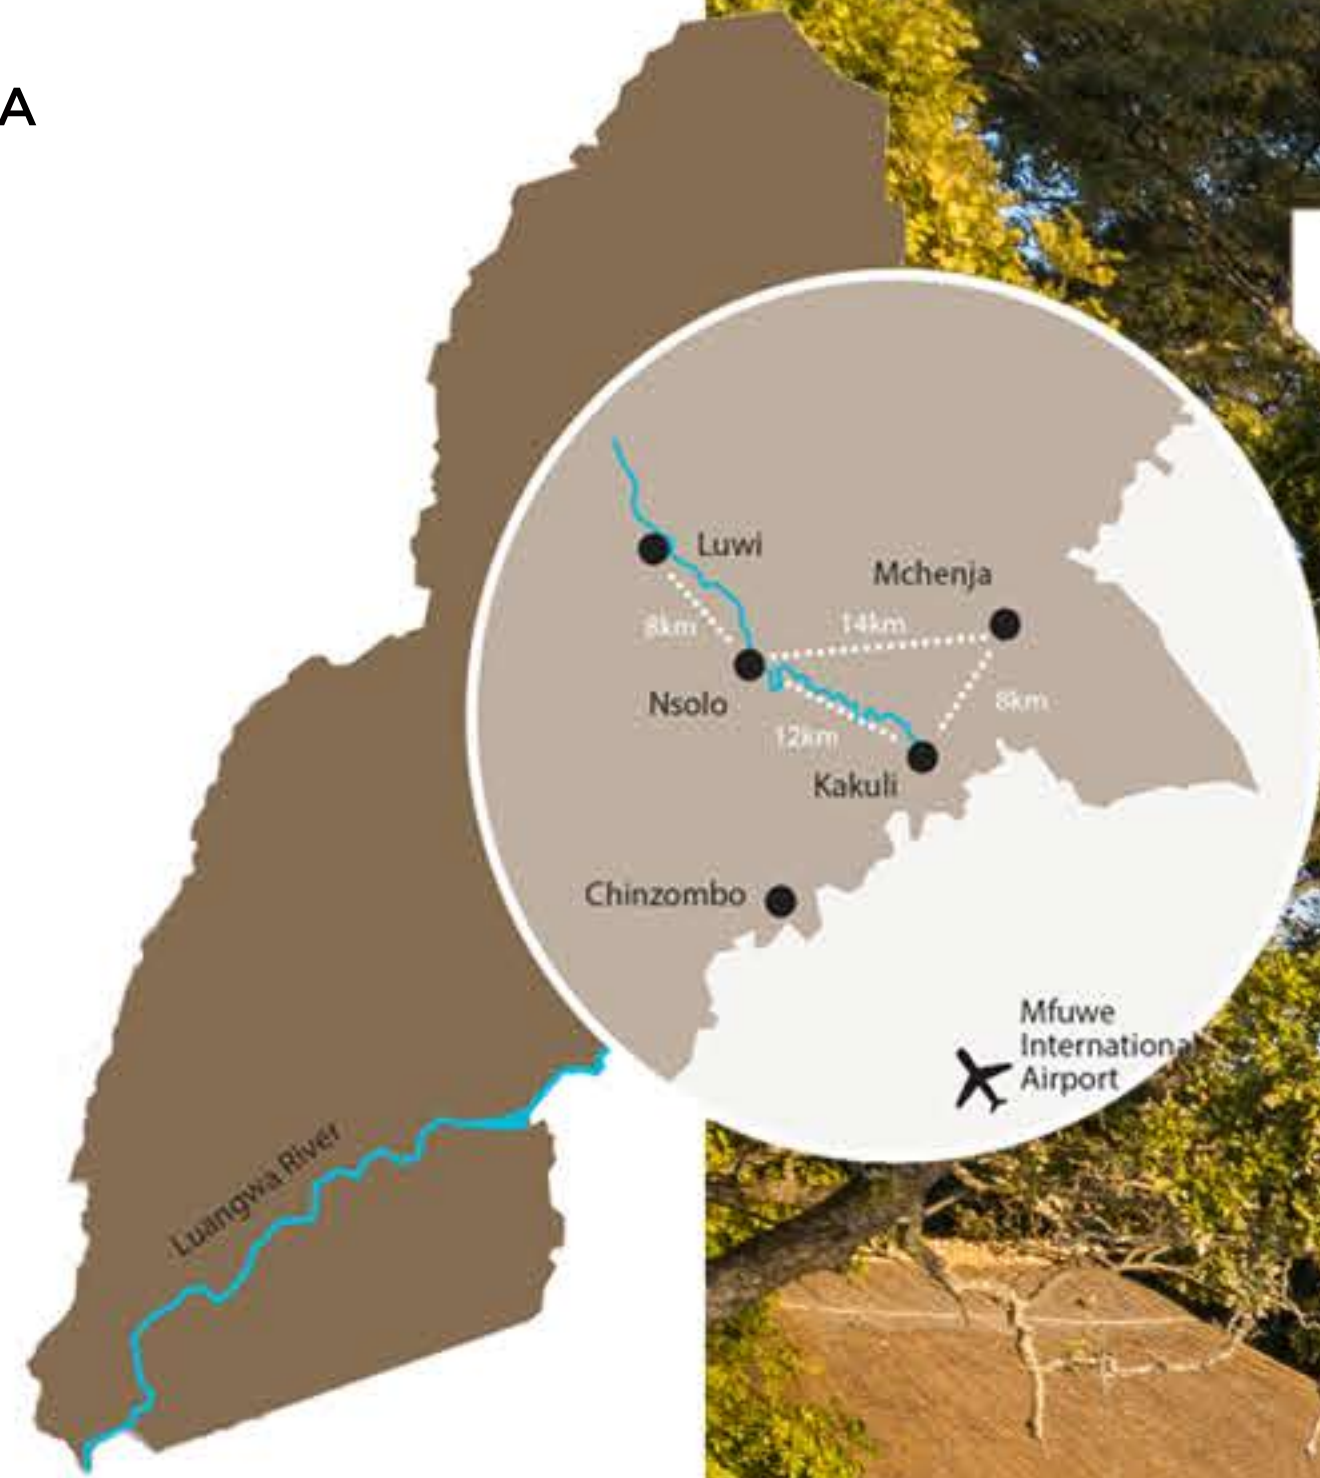 A
Luwi
Mchenja
8km
14km
Nsolo
8km
12km
Kakuli
Chinzombo
Mfuwe
International
Airport
Luangwa River